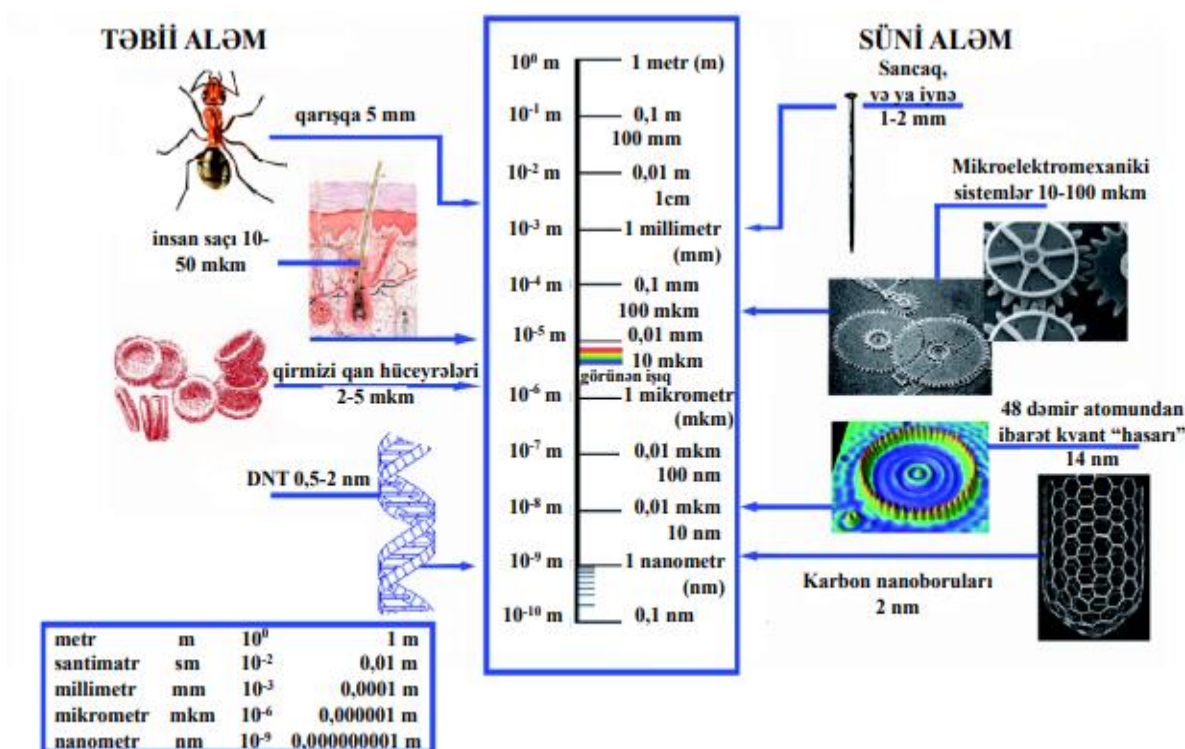 TƏBİİ ALƏM
qarışqa 5 mm
insan saçı 10-
50 mkm
qirmizi qan hüceyrələri
2-5 mkm
DNT 0,5-2 nm
10⁰ m 1 metr (m)
10⁻¹ m 0,1 m
100 mm
10⁻² m 0,01 m
1cm
10⁻³ m 1 millimetr
(mm)
10⁻⁴ m 0,1 mm
100 mkm
10⁻⁵ m 0,01 mm
10 mkm
görünən işıq
10⁻⁶ m 1 mikrometr
(mkm)
10⁻⁷ m 0,01 mkm
100 nm
10⁻⁸ m 0,01 mkm
10 nm
10⁻⁹ m 1 nanometr
(nm)
10⁻¹⁰ m 0,1 nm
SÜNİ ALƏM
Sancaq,
və ya iynə
1-2 mm
Mikroelektromexaniki
sistemlər 10-100 mkm
48 dəmir atomundan
ibarət kvant “hasarı”
14 nm
Karbon nanoboruları
2 nm
metr m 10⁰ 1 m
santimatr sm 10⁻² 0,01 m
millimetr mm 10⁻³ 0,0001 m
mikrometr mkm 10⁻⁶ 0,000001 m
nanometr nm 10⁻⁹ 0,000000001 m